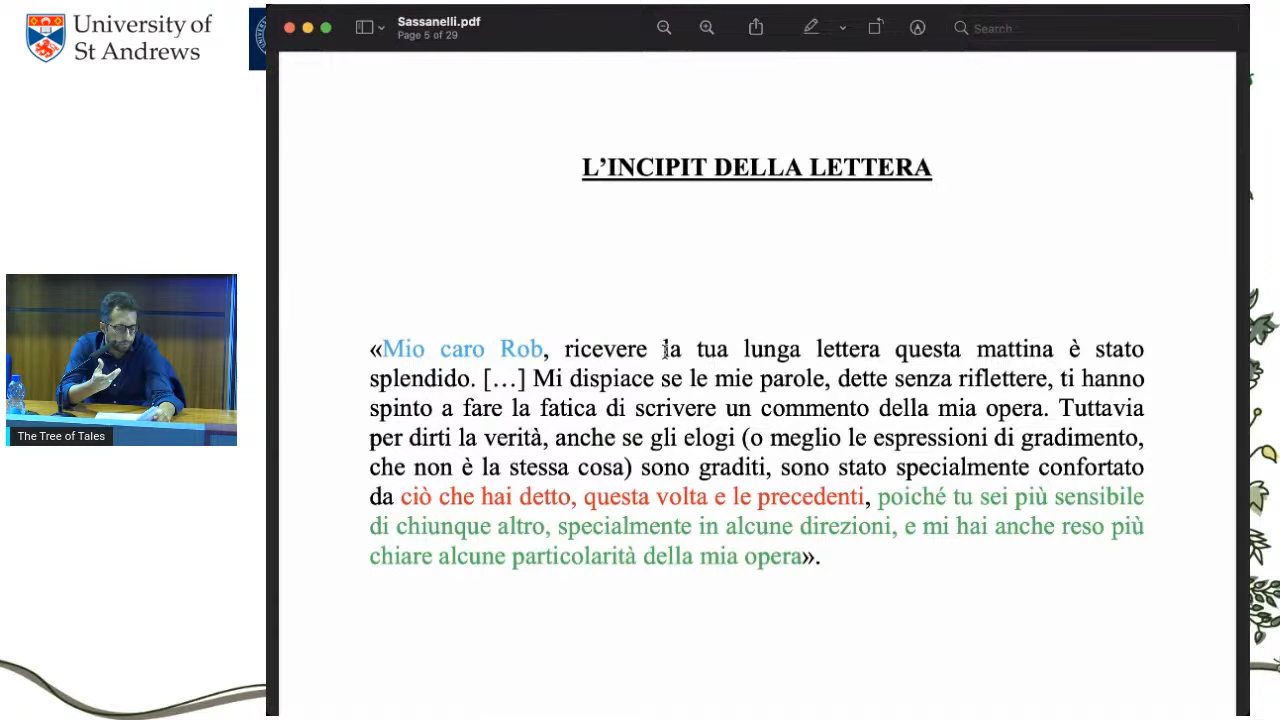 University of
St Andrews
Sassanelli.pdf
Page 5 of 29
Search
L'INCIPIT DELLA LETTERA
«Mio caro Rob, ricevere la tua lunga lettera questa mattina è stato
splendido. […] Mi dispiace se le mie parole, dette senza riflettere, ti hanno
spinto a fare la fatica di scrivere un commento della mia opera. Tuttavia
per dirti la verità, anche se gli elogi (o meglio le espressioni di gradimento,
che non è la stessa cosa) sono graditi, sono stato specialmente confortato
da ciò che hai detto, questa volta e le precedenti, poiché tu sei più sensibile
di chiunque altro, specialmente in alcune direzioni, e mi hai anche reso più
chiare alcune particolarità della mia opera».
The Tree of Tales